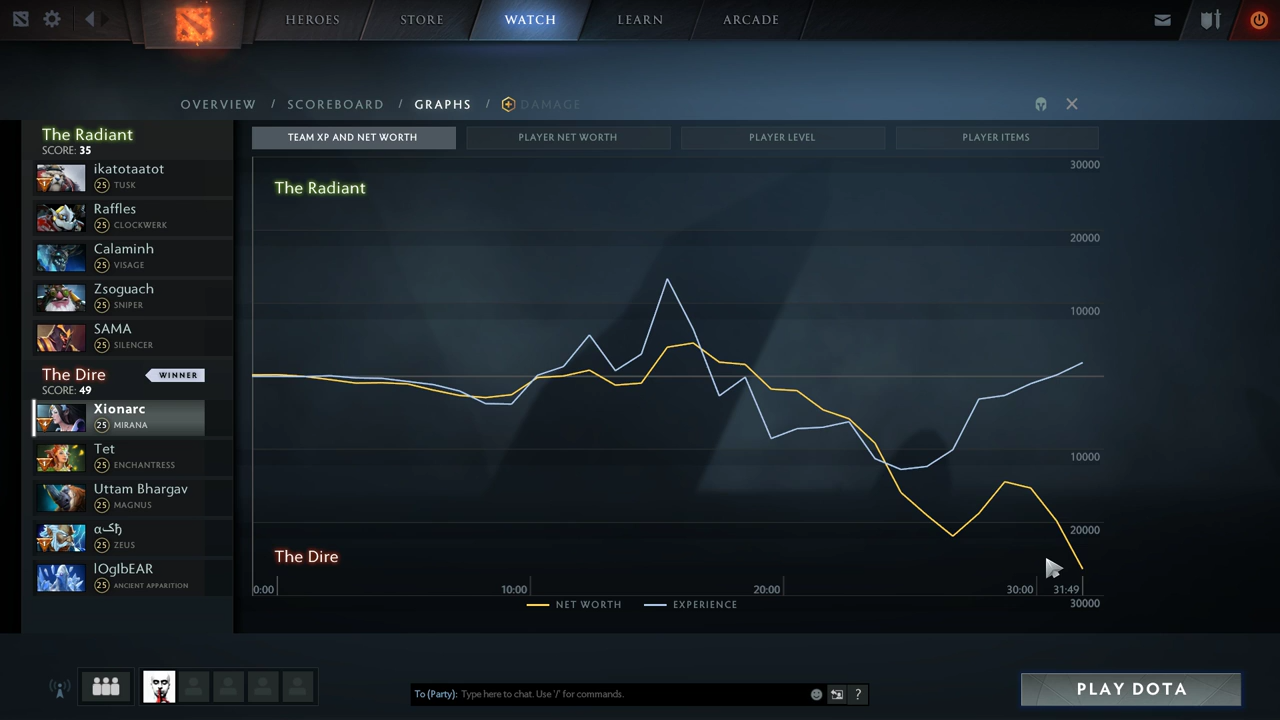 HEROES STORE WATCH LEARN ARCADE
OVERVIEW / SCOREBOARD / GRAPHS / DAMAGE
The Radiant
SCORE: 35
ikatotaatot
25 TUSK
Raffles
25 CLOCKWERK
Calaminh
25 VISAGE
Zsoguach
25 SNIPER
SAMA
25 SILENCER
The Dire WINNER
SCORE: 49
Xionarc
25 MIRANA
Tet
25 ENCHANTRESS
Uttam Bhargav
25 MAGNUS
25 ZEUS
lOgIbEAR
25 ANCIENT APPARITION
TEAM XP AND NET WORTH PLAYER NET WORTH PLAYER LEVEL PLAYER ITEMS
The Radiant
30000
20000
10000
10000
20000
The Dire
0:00 10:00 20:00 30:00 31:49
30000
NET WORTH EXPERIENCE
To (Party): Type here to chat. Use '/' for commands. ?
PLAY DOTA